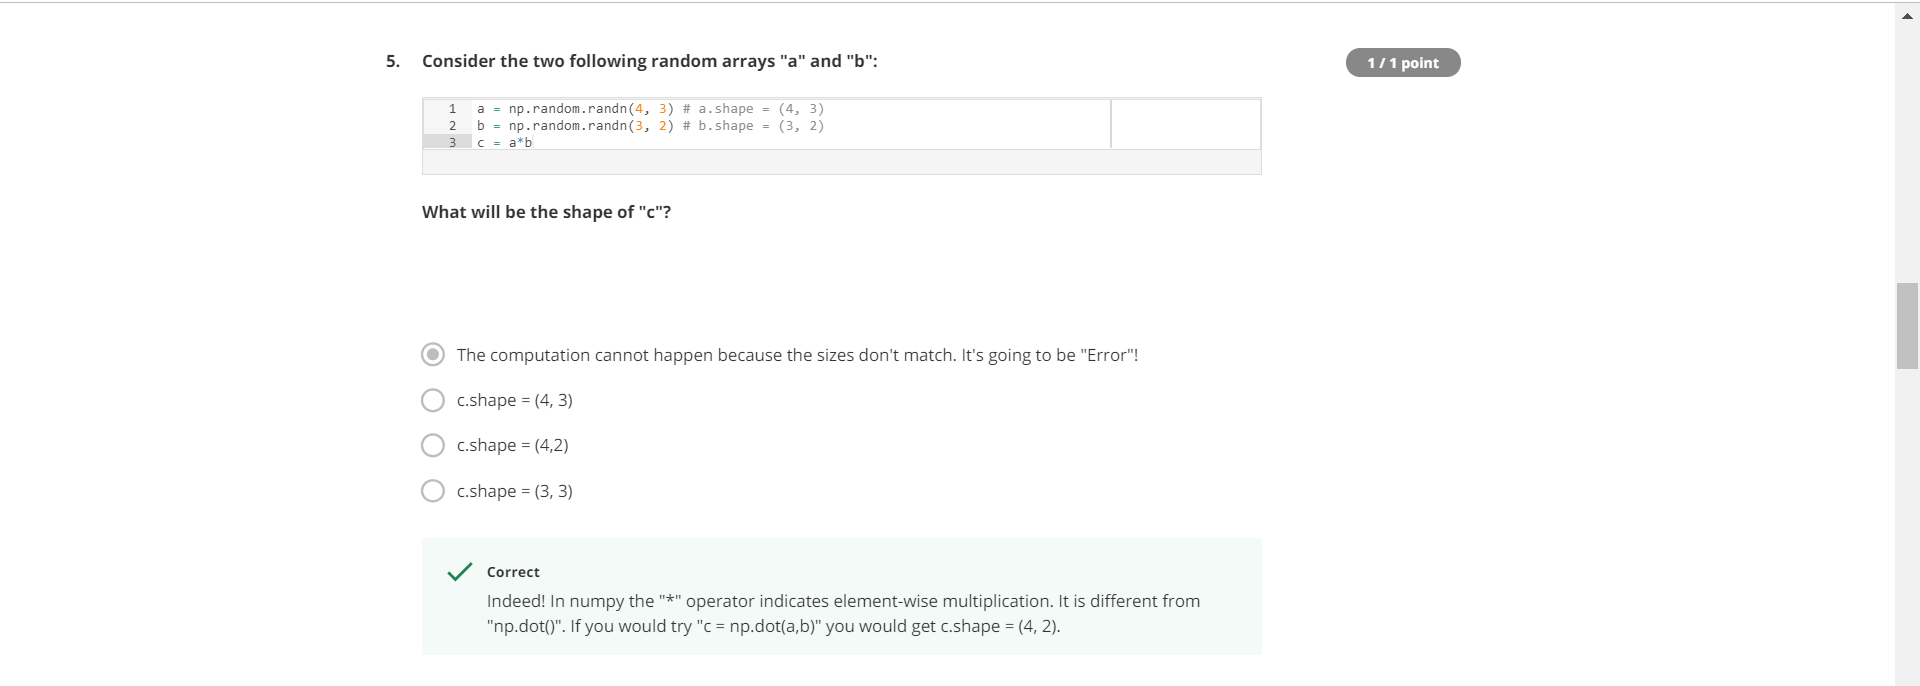 5. Consider the two following random arrays "a" and "b":
1 / 1 point
1 a = np.random.randn(4, 3) # a.shape = (4, 3)
2 b = np.random.randn(3, 2) # b.shape = (3, 2)
3 c = a*b
What will be the shape of "c"?
The computation cannot happen because the sizes don't match. It's going to be "Error"!
c.shape = (4, 3)
c.shape = (4,2)
c.shape = (3, 3)
Correct
Indeed! In numpy the "*" operator indicates element-wise multiplication. It is different from
"np.dot()". If you would try "c = np.dot(a,b)" you would get c.shape = (4, 2).